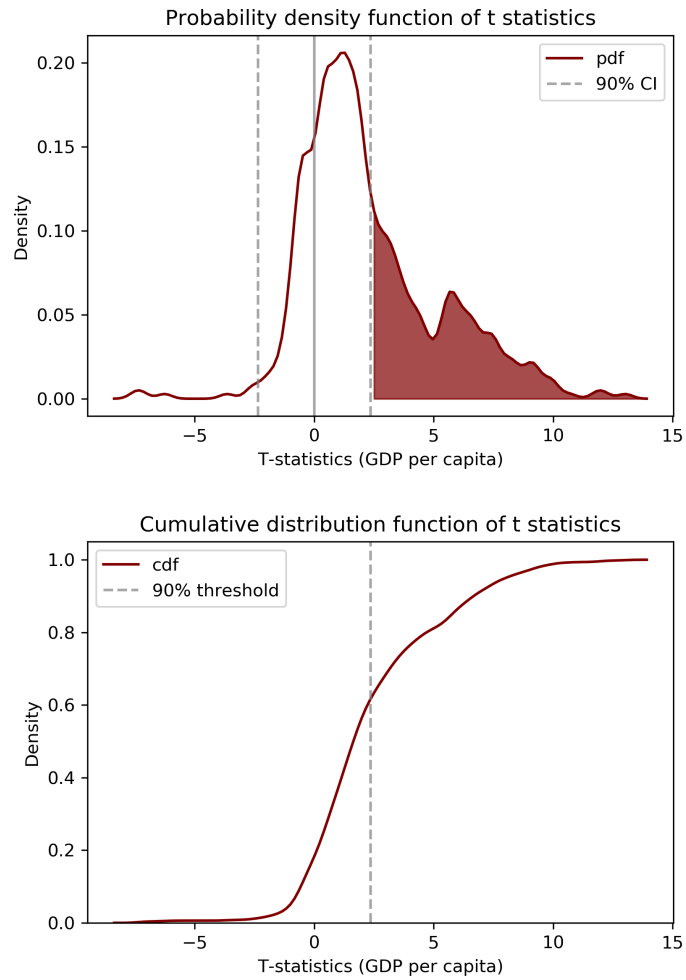 Probability density function of t statistics
pdf
90% CI
0.20
0.15
0.10
0.05
0.00
Density
−5
0
5
10
15
T-statistics (GDP per capita)
Cumulative distribution function of t statistics
cdf
90% threshold
1.0
0.8
0.6
0.4
0.2
0.0
Density
−5
0
5
10
15
T-statistics (GDP per capita)